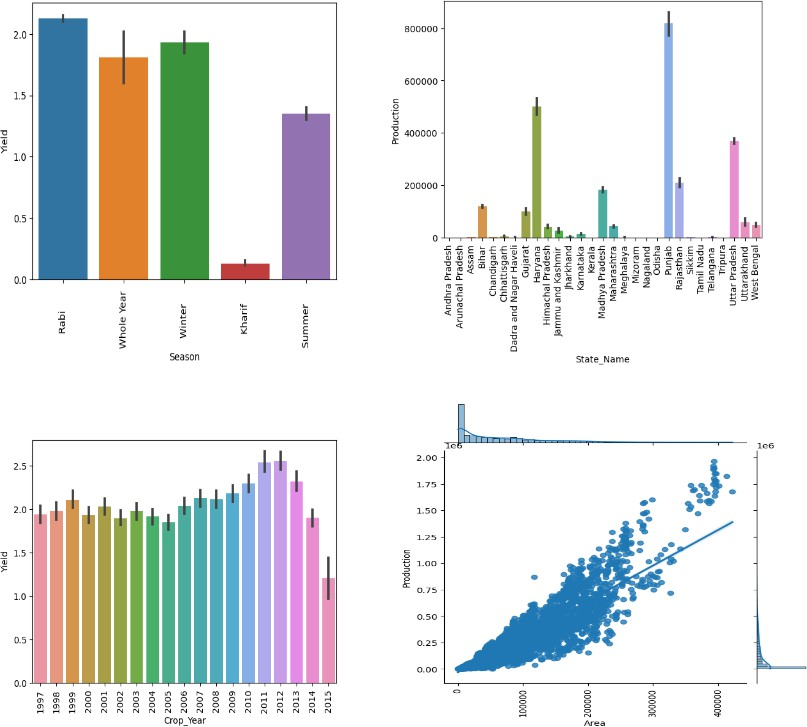 2.0
1.5
1.0
0.5
0.0
Yield
Rabi
Whole Year
Winter
Kharif
Summer
Season
800000
600000
400000
200000
0
Production
Andhra Pradesh
Arunachal Pradesh
Assam
Bihar
Chandigarh
Chhattisgarh
Dadra and Nagar Haveli
Gujarat
Haryana
Himachal Pradesh
Jammu and Kashmir
Jharkhand
Karnataka
Kerala
Madhya Pradesh
Maharashtra
Meghalaya
Mizoram
Nagaland
Odisha
Punjab
Rajasthan
Sikkim
Tamil Nadu
Telangana
Tripura
Uttar Pradesh
Uttarakhand
West Bengal
State_Name
2.5
2.0
1.5
1.0
0.5
0.0
Yield
1997
1998
1999
2000
2001
2002
2003
2004
2005
2006
2007
2008
2009
2010
2011
2012
2013
2014
2015
Crop_Year
1e6
1e6
2.00
1.75
1.50
1.25
1.00
0.75
0.50
0.25
0.00
Production
0
100000
200000
300000
400000
Area